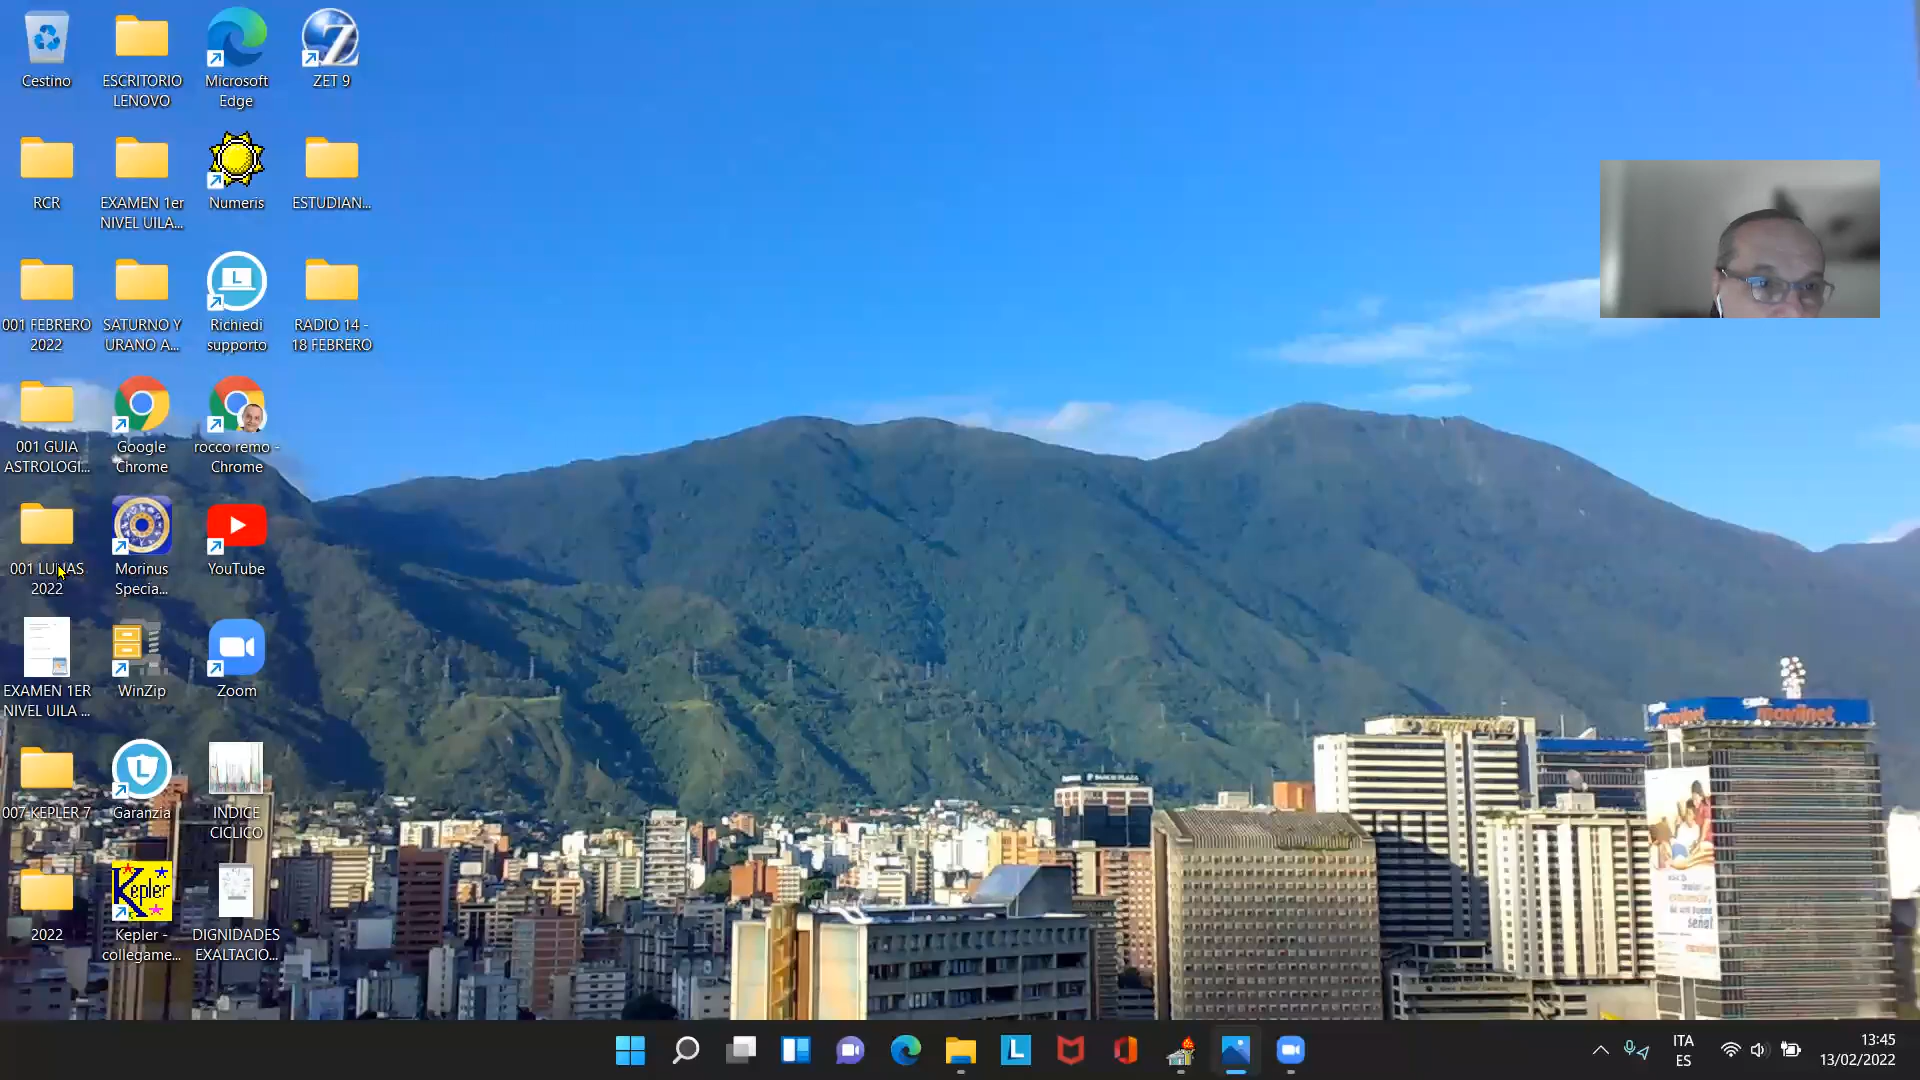 Cestino
ESCRITORIO
LENOVO
Microsoft
Edge
ZET 9
RCR
EXAMEN 1er
NIVEL UILA...
Numeris
ESTUDIAN...
001 FEBRERO
2022
SATURNO Y
URANO A...
Richiedi
supporto
RADIO 14 -
18 FEBRERO
001 GUIA
ASTROLOGI...
Google
Chrome
rocco remo -
Chrome
001 LUNAS
2022
Morinus
Specia...
YouTube
EXAMEN 1ER
NIVEL UILA ...
WinZip
Zoom
007-KEPLER 7
Garanzia
INDICE
CICLICO
2022
Kepler
Kepler -
collegame...
DIGNIDADES
EXALTACIO...
BANCO PLAZA
movilnet
señal
ITA
ES
13:45
13/02/2022